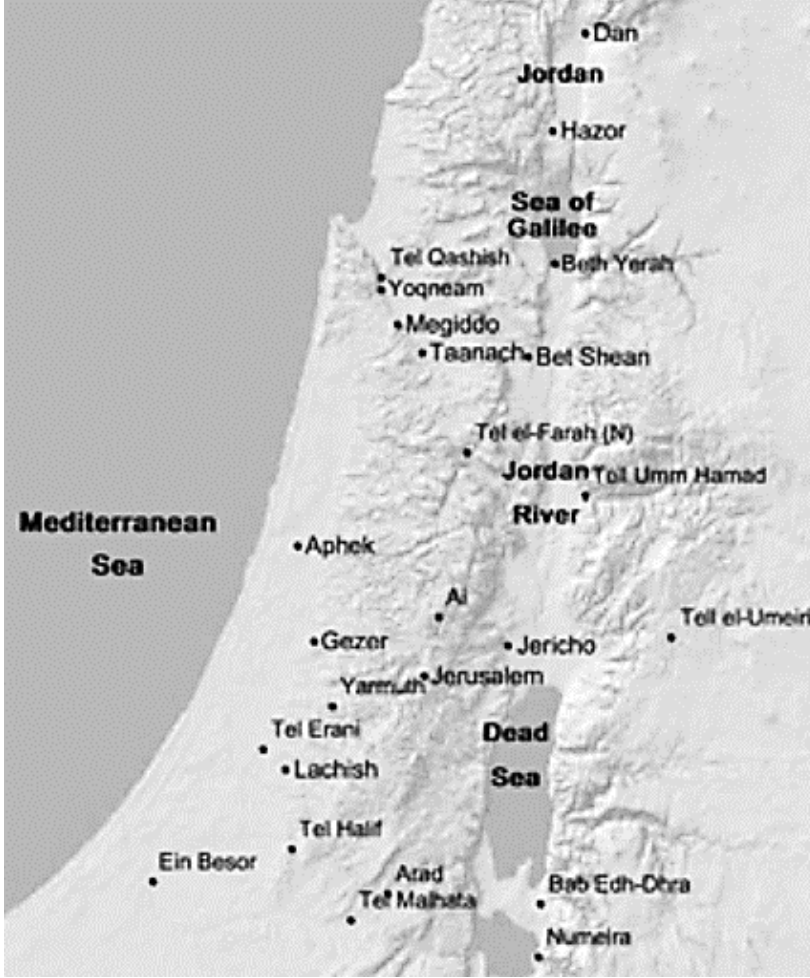 Dan
Jordan
Hazor
Sea of
Galilee
Tel Qashish
Beth Yerah
Yoqneam
Megiddo
Taanach
Bet Shean
Tel el-Farah (N)
Jordan
Tell Umm Hamad
River
Mediterranean
Sea
Aphek
Ai
Tell el-Umeiri
Gezer
Jericho
Jerusalem
Yarmuth
Tel Erani
Dead
Sea
Lachish
Tel Halif
Ein Besor
Arad
Bab Edh-Dhra
Tel Malhata
Numeira